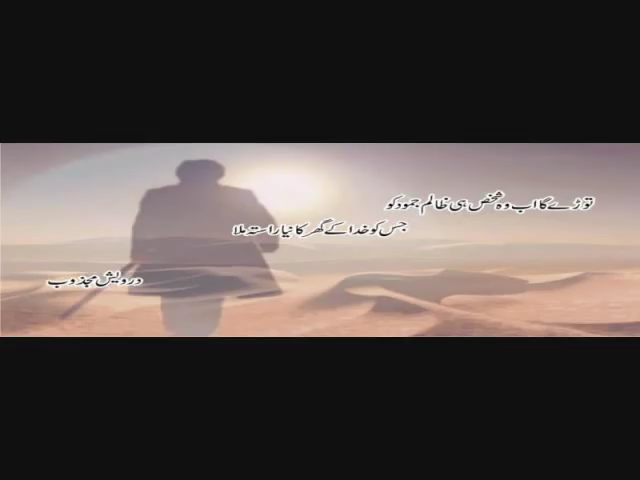 توڑے گا اب وہ شخص ہی ظالم جمود کو
جس کو خدا کے گھر کا نیا راستہ ملا
درویش مجذوب